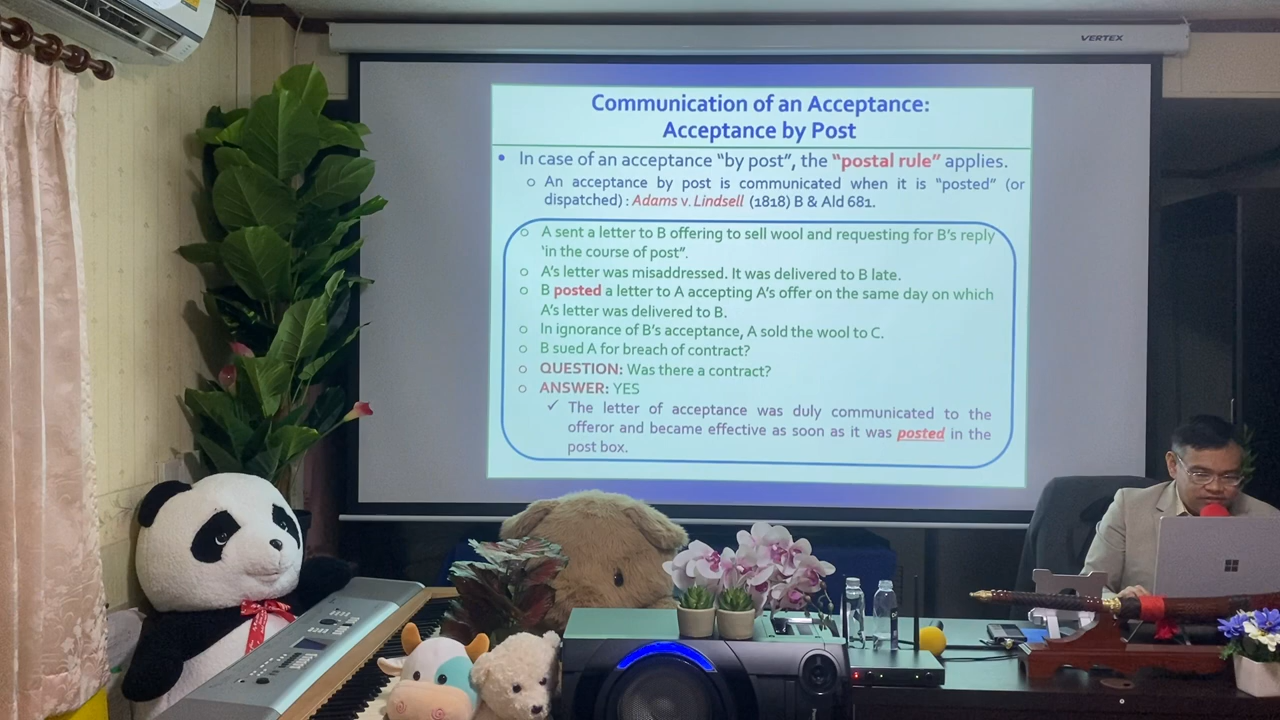 VERTEX
Communication of an Acceptance:
Acceptance by Post
• In case of an acceptance “by post”, the “postal rule” applies.
o An acceptance by post is communicated when it is “posted” (or
dispatched) : Adams v. Lindsell (1818) B & Ald 681.
o A sent a letter to B offering to sell wool and requesting for B’s reply
‘in the course of post”.
o A’s letter was misaddressed. It was delivered to B late.
o B posted a letter to A accepting A’s offer on the same day on which
A’s letter was delivered to B.
o In ignorance of B’s acceptance, A sold the wool to C.
o B sued A for breach of contract?
o QUESTION: Was there a contract?
o ANSWER: YES
✓ The letter of acceptance was duly communicated to the
offeror and became effective as soon as it was posted in the
post box.